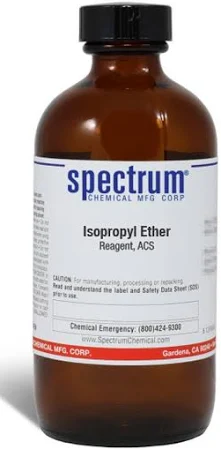 spectrum®
CHEMICAL MFG CORP
Isopropyl Ether
Reagent, ACS
CAUTION: For manufacturing, processing or repacking.
Read and understand the label and Safety Data Sheet (SDS)
prior to use.
Chemical Emergency: (800)424-9300
www.SpectrumChemical.com
CHEMICAL MFG. CORP.
Gardena, CA